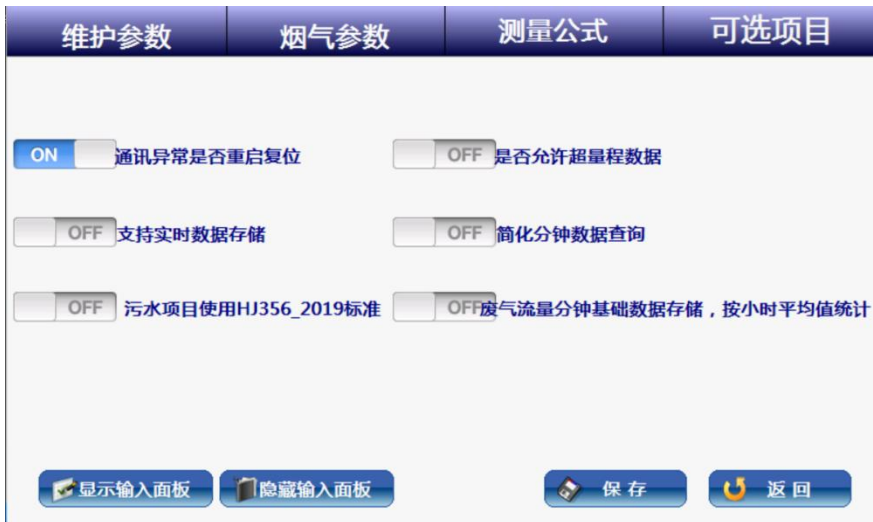 维护参数 烟气参数 测量公式 可选项目
ON 通讯异常是否重启复位 OFF 是否允许超量程数据
OFF 支持实时数据存储 OFF 简化分钟数据查询
OFF 污水项目使用HJ356_2019标准 OFF 废气流量分钟基础数据存储，按小时平均值统计
显示输入面板 隐藏输入面板 保存 返回